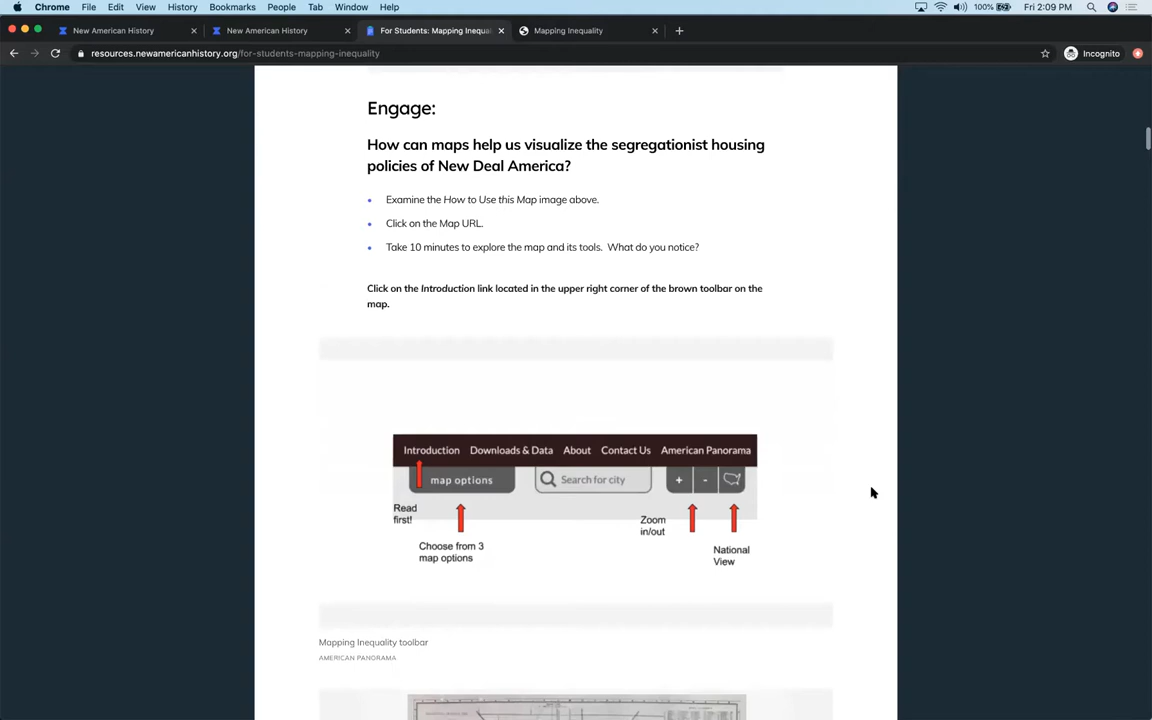 Chrome File Edit View History Bookmarks People Tab Window Help 100% Fri 2:09 PM
New American History New American History For Students: Mapping Inequal Mapping Inequality
resources.newamericanhistory.org/for-students-mapping-inequality Incognito
Engage:
How can maps help us visualize the segregationist housing
policies of New Deal America?
• Examine the How to Use this Map image above.
• Click on the Map URL.
• Take 10 minutes to explore the map and its tools. What do you notice?
Click on the Introduction link located in the upper right corner of the brown toolbar on the
map.
Introduction Downloads & Data About Contact Us American Panorama
map options Search for city + -
Read
first!
Choose from 3
map options
Zoom
in/out
National
View
Mapping Inequality toolbar
AMERICAN PANORAMA